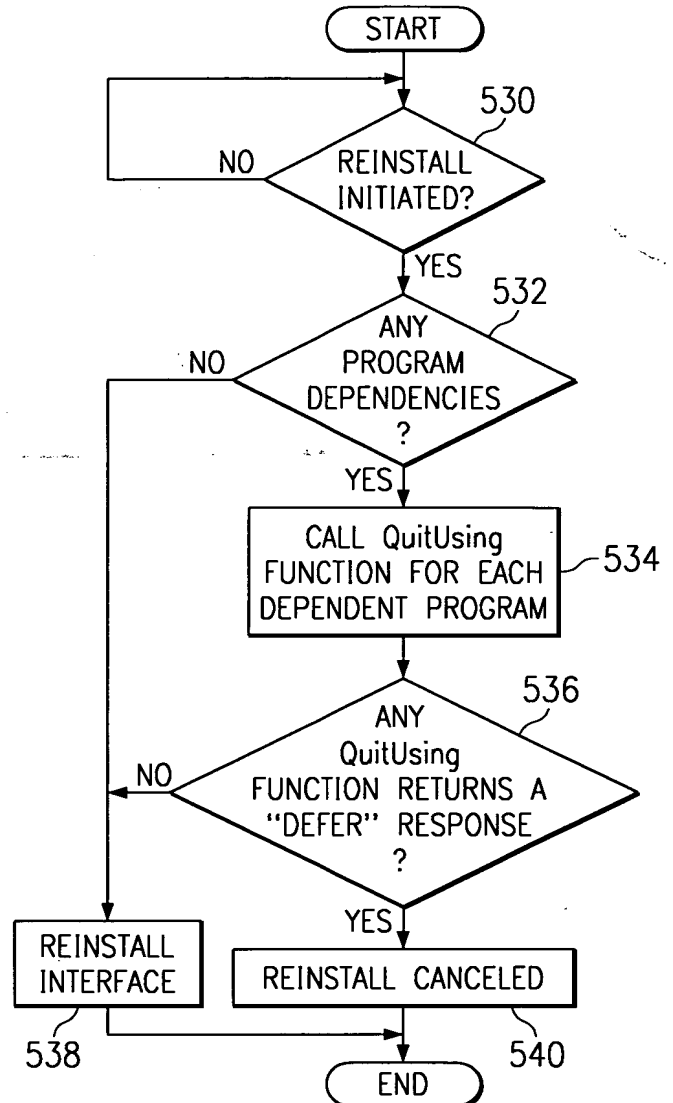 START
530
REINSTALL
INITIATED?
NO
YES
532
ANY
PROGRAM
DEPENDENCIES
?
NO
YES
CALL QuitUsing
FUNCTION FOR EACH
DEPENDENT PROGRAM
534
536
ANY
QuitUsing
FUNCTION RETURNS A
“DEFER” RESPONSE
?
NO
YES
REINSTALL
INTERFACE
538
REINSTALL CANCELED
540
END